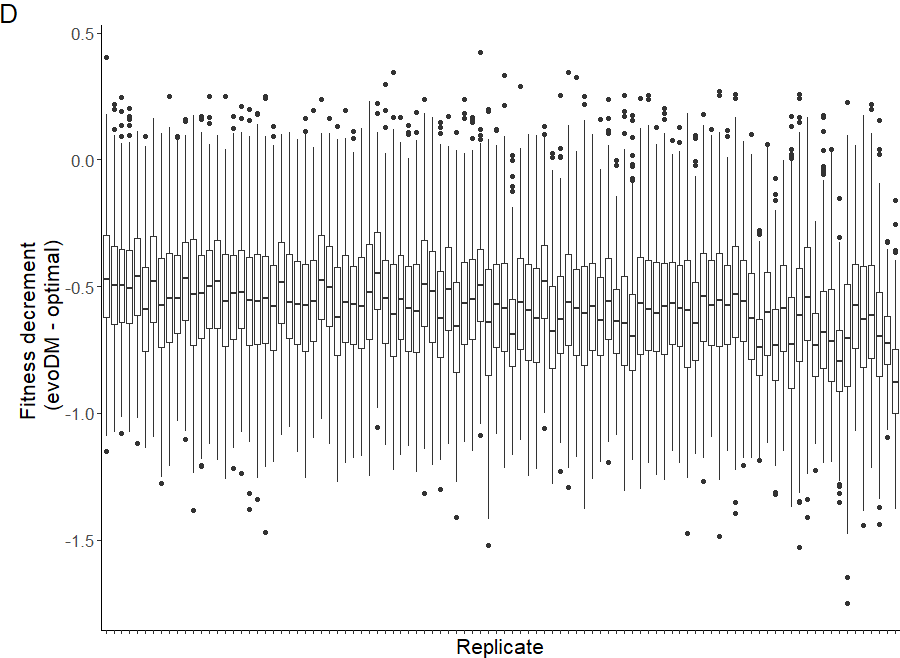 D
0.5
0.0
-0.5
-1.0
-1.5
Fitness decrement
(evoDM - optimal)
Replicate